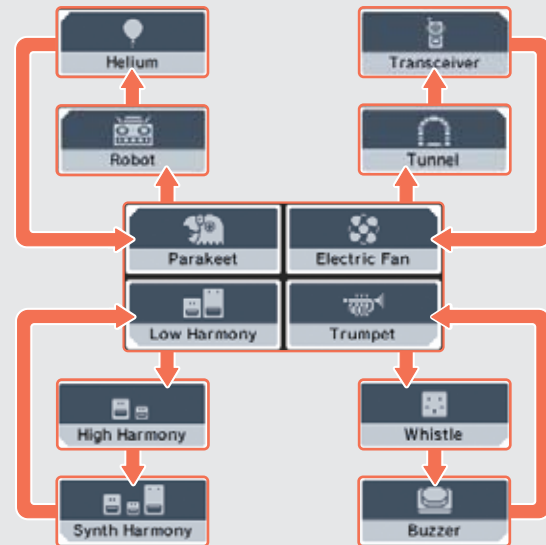 Helium
Transceiver
Robot
Tunnel
Parakeet
Electric Fan
Low Harmony
Trumpet
High Harmony
Whistle
Synth Harmony
Buzzer